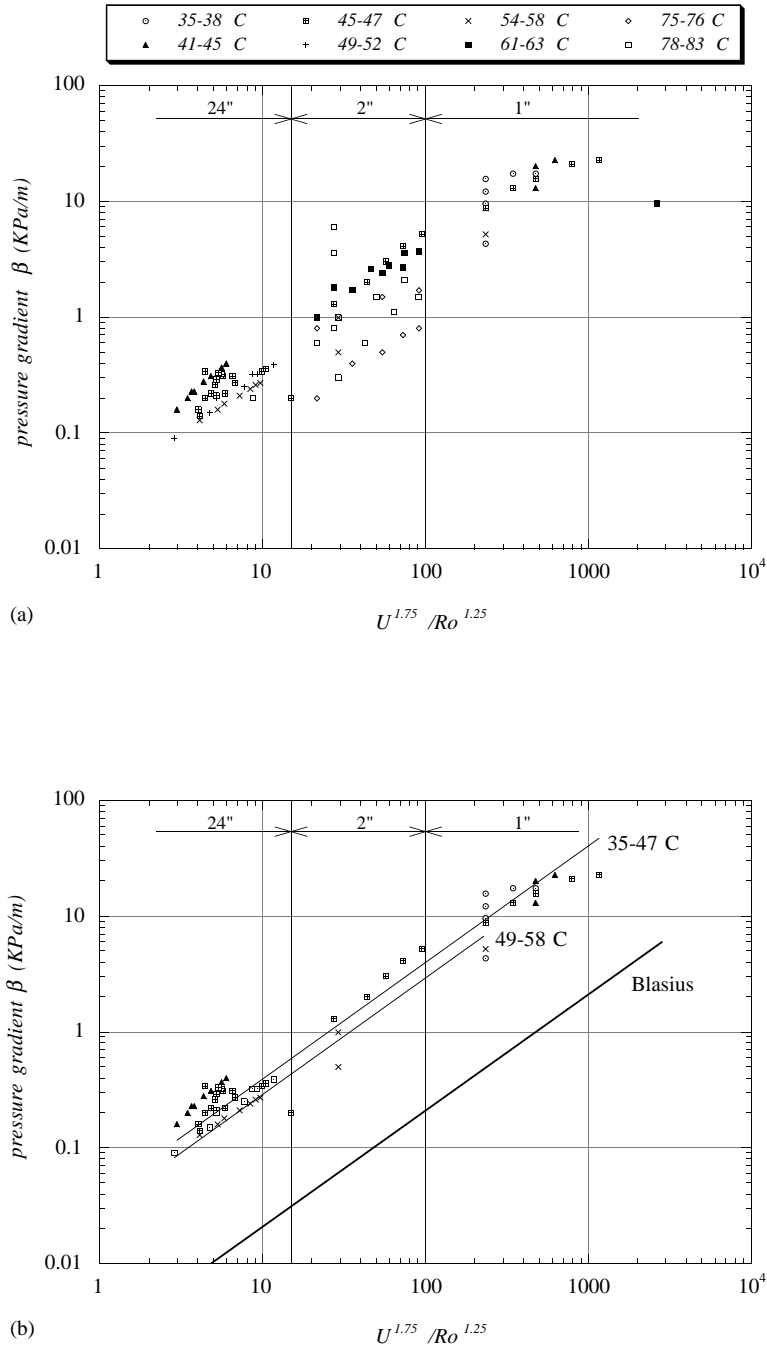 35-38 C 45-47 C 54-58 C 75-76 C
41-45 C 49-52 C 61-63 C 78-83 C
100
24" 2" 1"
10
1
0.1
0.01
pressure gradient β (KPa/m)
1 10 100 1000 10^4
(a)
U^1.75 /Ro^1.25
100
24" 2" 1"
35-47 C
10
49-58 C
Blasius
1
0.1
0.01
pressure gradient β (KPa/m)
1 10 100 1000 10^4
(b)
U^1.75 /Ro^1.25